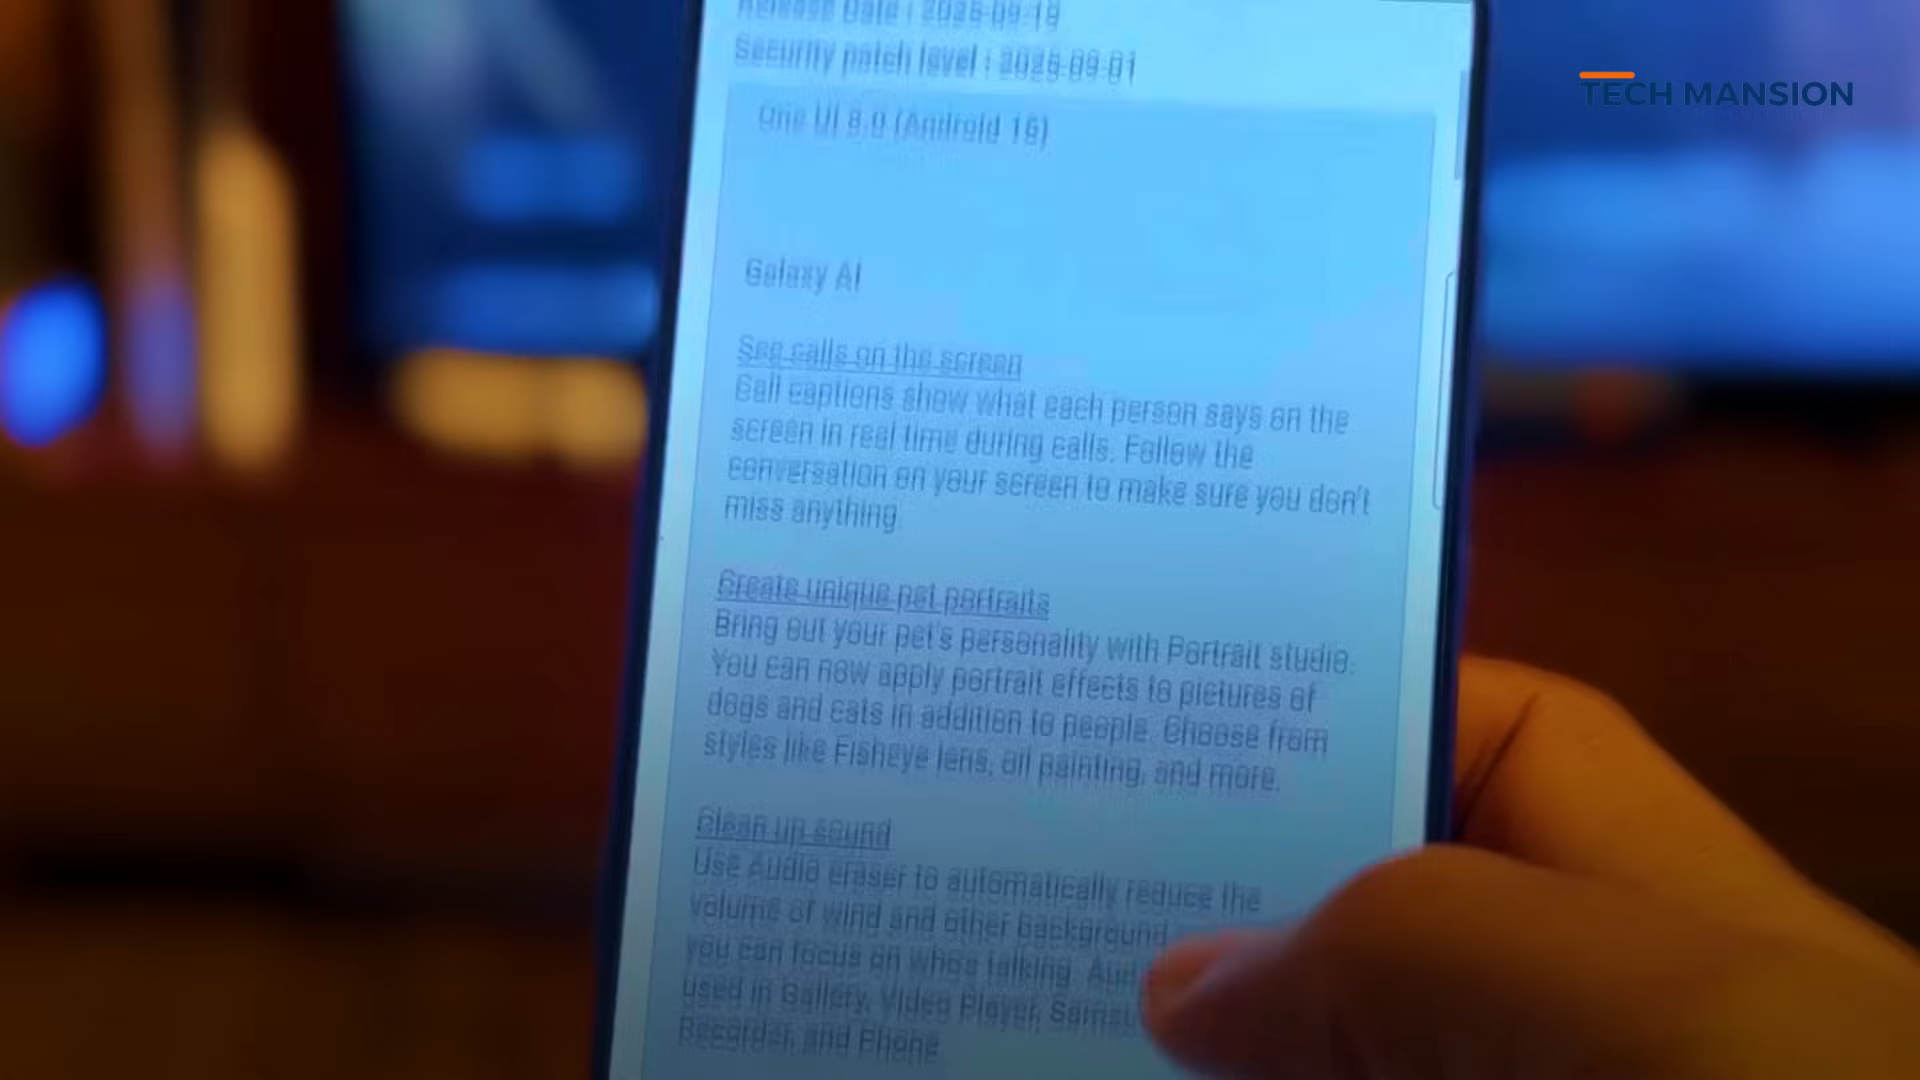 Release Date : 2025-09-19
Security patch level : 2025-09-01
TECH MANSION
One UI 8.0 (Android 16)
Galaxy AI
See calls on the screen
Call captions show what each person says on the
screen in real time during calls. Follow the
conversation on your screen to make sure you don't
miss anything
Create unique pet portraits
Bring out your pet's personality with Portrait studio.
You can now apply portrait effects to pictures of
dogs and cats in addition to people. Choose from
styles like Fisheye lens, oil painting, and more.
Clean up sound
Use Audio eraser to automatically reduce the
volume of wind and other background
you can focus on who's talking.
used in Gallery, Video Player,
Recorder, and Phone